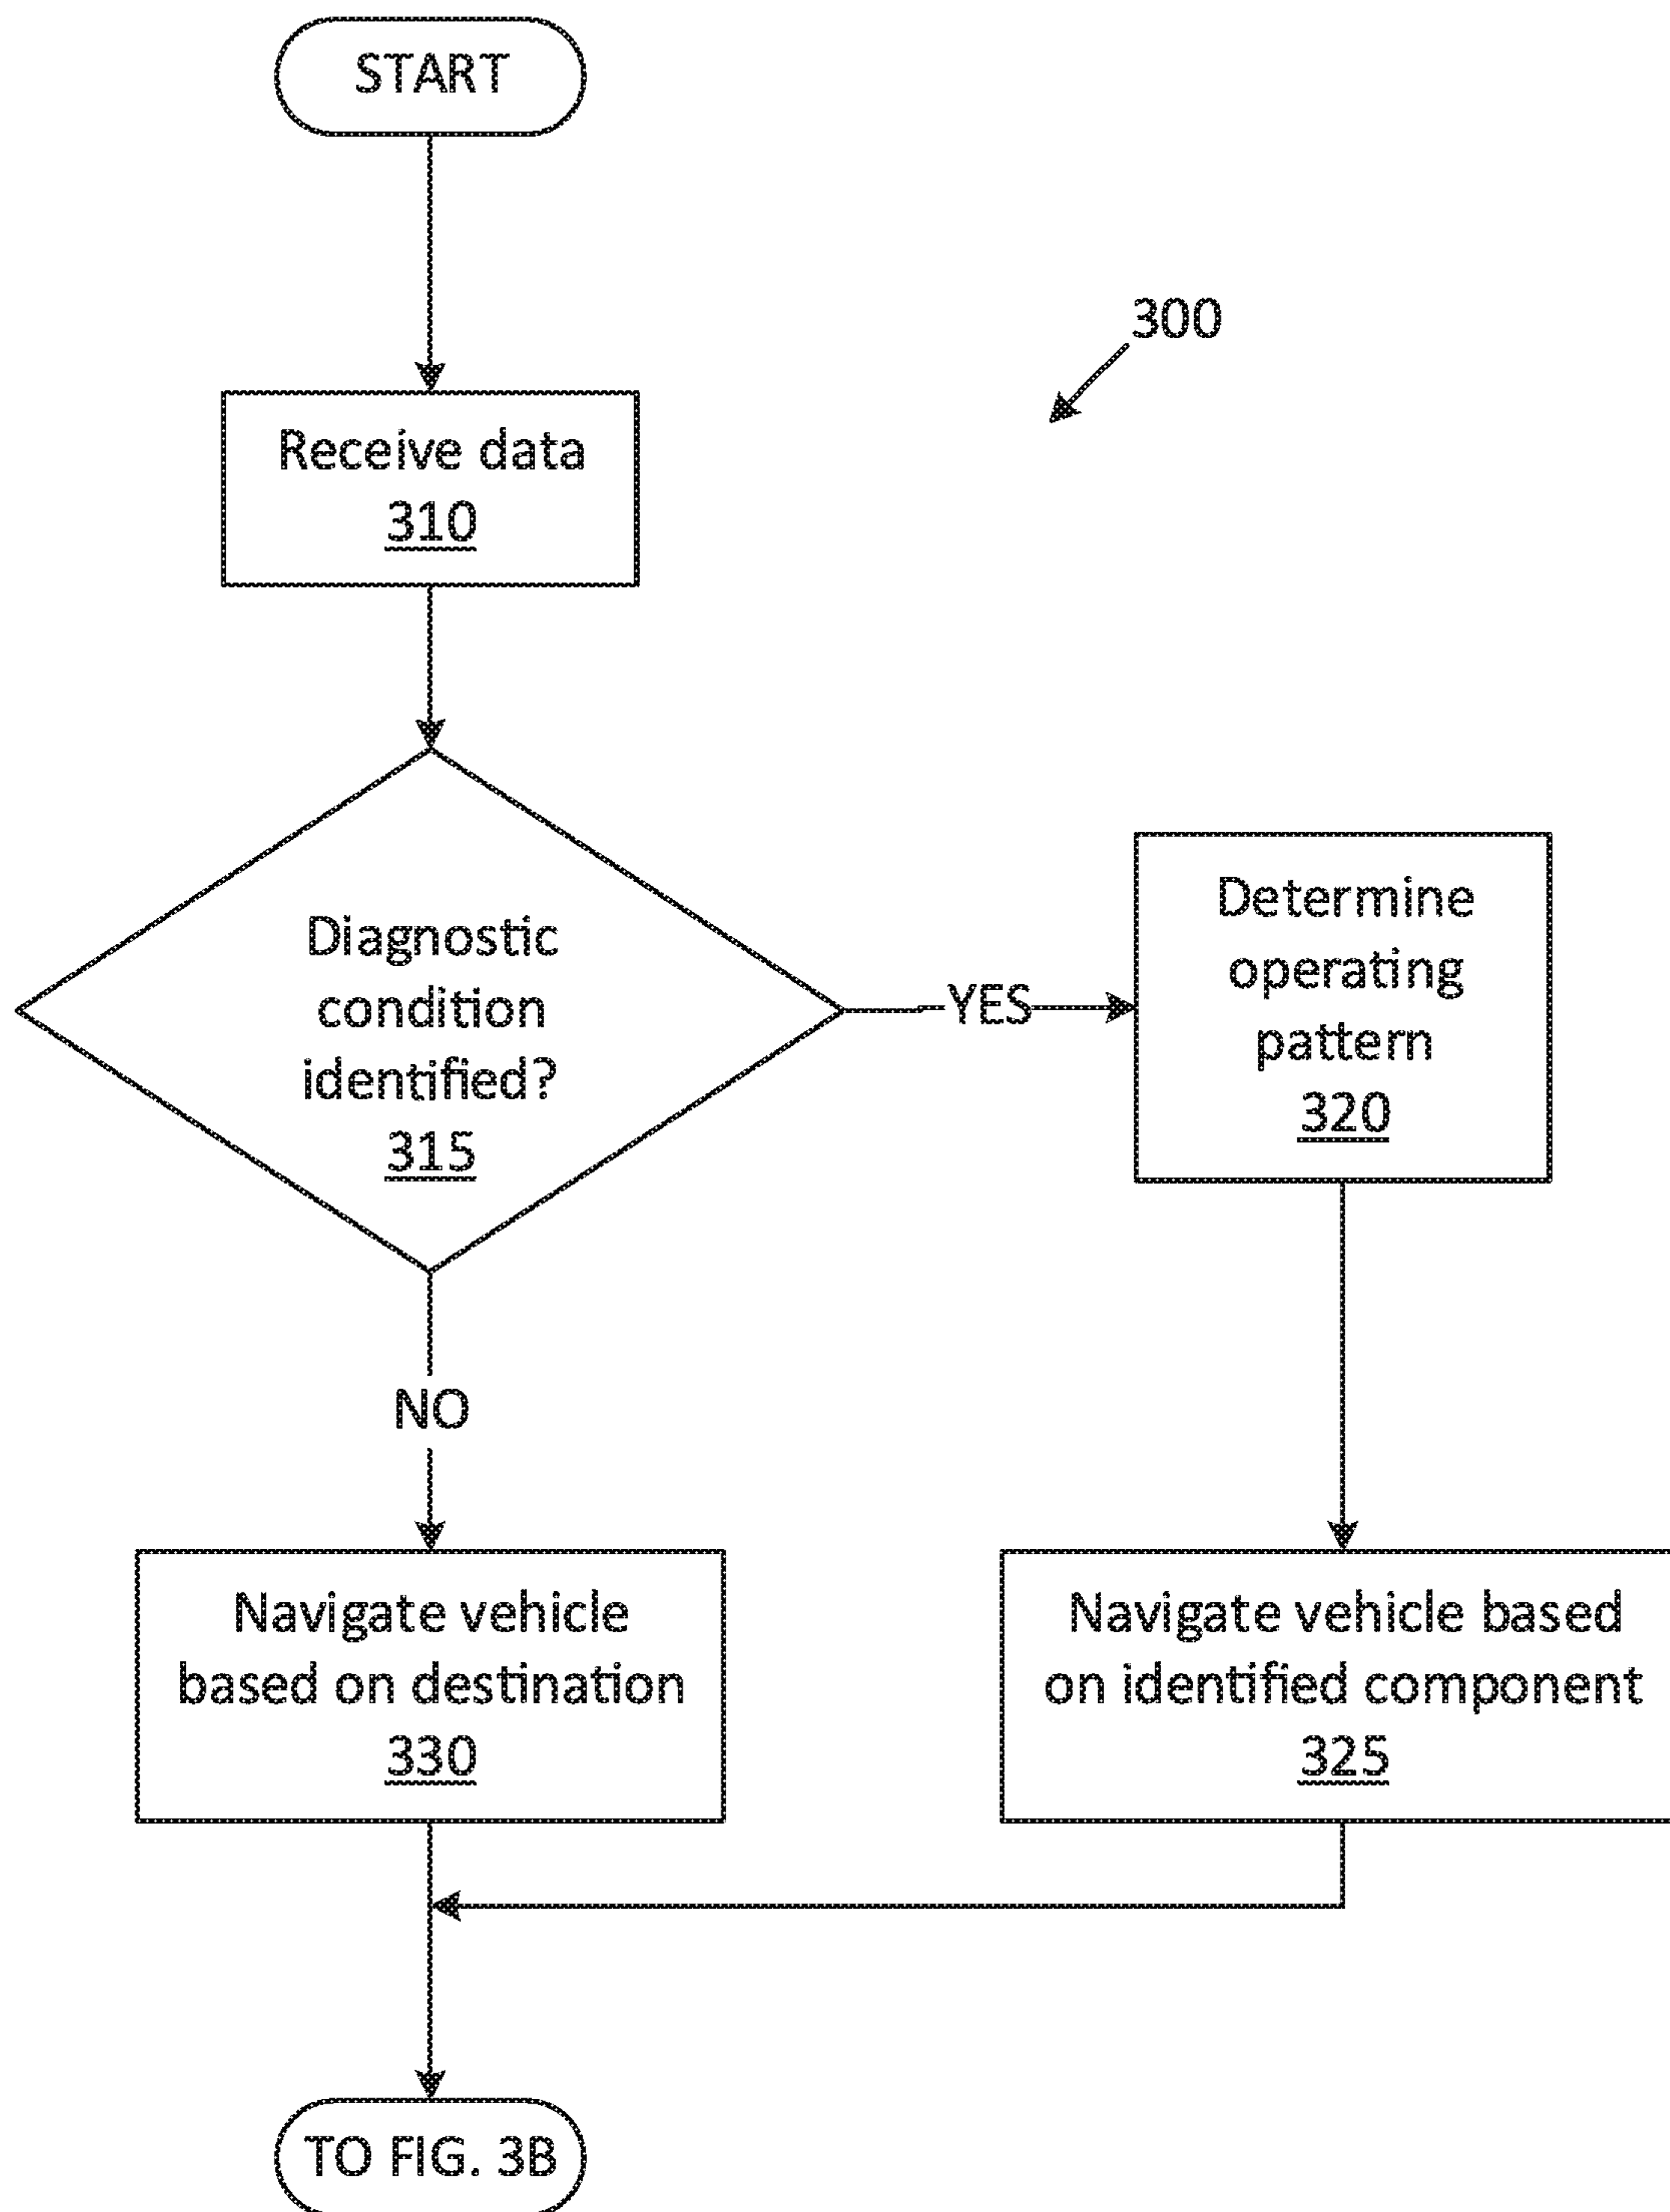 START
300
Receive data
310
Diagnostic
condition
identified?
315
YES
Determine
operating
pattern
320
NO
Navigate vehicle
based on destination
330
Navigate vehicle based
on identified component
325
TO FIG. 3B